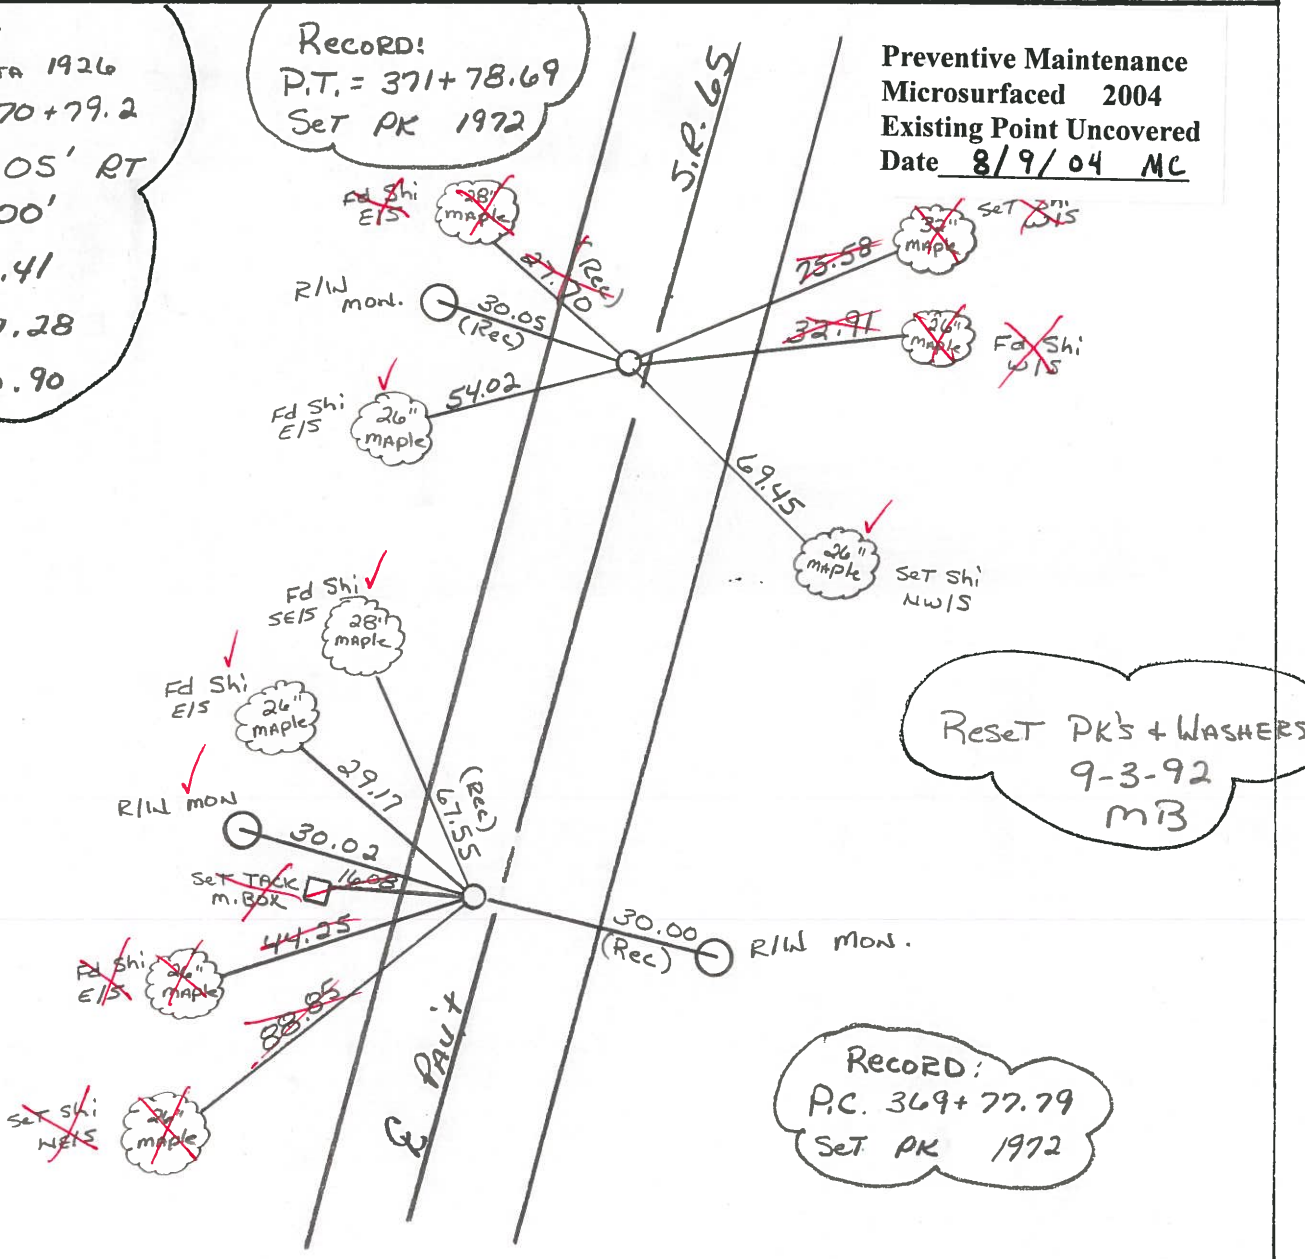 TA 1926
70+79.2
05' RT
00'
.41
.28
.90
Record:
P.T. = 371+78.69
Set PK 1972
S.R. 65
Preventive Maintenance
Microsurfaced 2004
Existing Point Uncovered
Date 8/9/04 MC
Fd Shi
E/S
28"
Maple
27.70
(Rec)
R/W
mon.
30.05
(Rec)
Fd Shi
E/S
26"
Maple
54.02
75.58
32"
Maple
Set Shi
W/S
32.91
26"
Maple
Fd Shi
W/S
69.45
26"
Maple
Set Shi
NW/S
Fd Shi
SE/S
28"
Maple
67.55
(Rec)
Fd Shi
E/S
26"
Maple
29.17
R/W MON
30.02
Set TACK
M.BOX
16.08
44.25
Fd Shi
E/S
26"
Maple
88.85
Set Shi
NE/S
26"
Maple
30.00
(Rec)
R/W MON.
℄ Pav't
Reset PK's + Washers
9-3-92
MB
Record:
P.C. 369+77.79
Set PK 1972